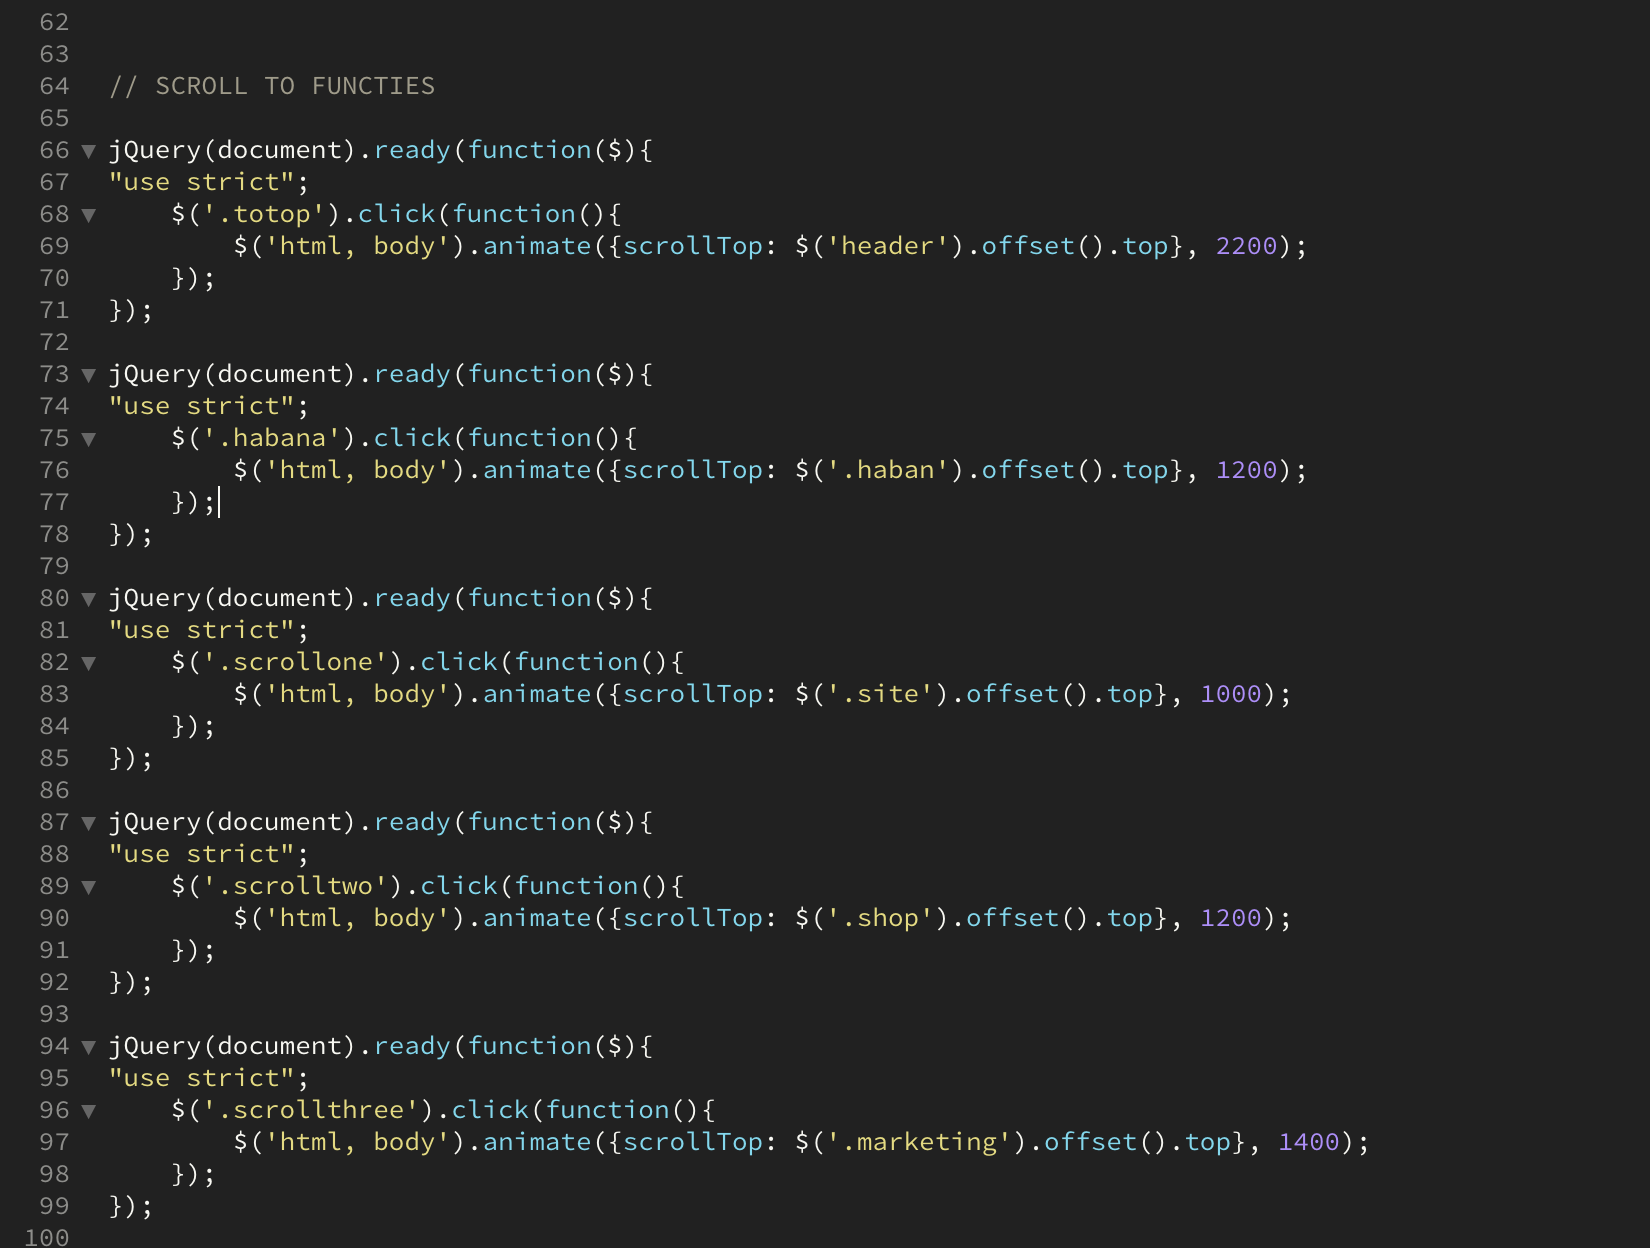 62
63
64 // SCROLL TO FUNCTIES
65
66 ▼ jQuery(document).ready(function($){
67 "use strict";
68 ▼     $('.totop').click(function(){
69         $('html, body').animate({scrollTop: $('header').offset().top}, 2200);
70     });
71 });
72
73 ▼ jQuery(document).ready(function($){
74 "use strict";
75 ▼     $('.habana').click(function(){
76         $('html, body').animate({scrollTop: $('.haban').offset().top}, 1200);
77     });
78 });
79
80 ▼ jQuery(document).ready(function($){
81 "use strict";
82 ▼     $('.scrollone').click(function(){
83         $('html, body').animate({scrollTop: $('.site').offset().top}, 1000);
84     });
85 });
86
87 ▼ jQuery(document).ready(function($){
88 "use strict";
89 ▼     $('.scrolltwo').click(function(){
90         $('html, body').animate({scrollTop: $('.shop').offset().top}, 1200);
91     });
92 });
93
94 ▼ jQuery(document).ready(function($){
95 "use strict";
96 ▼     $('.scrollthree').click(function(){
97         $('html, body').animate({scrollTop: $('.marketing').offset().top}, 1400);
98     });
99 });
100